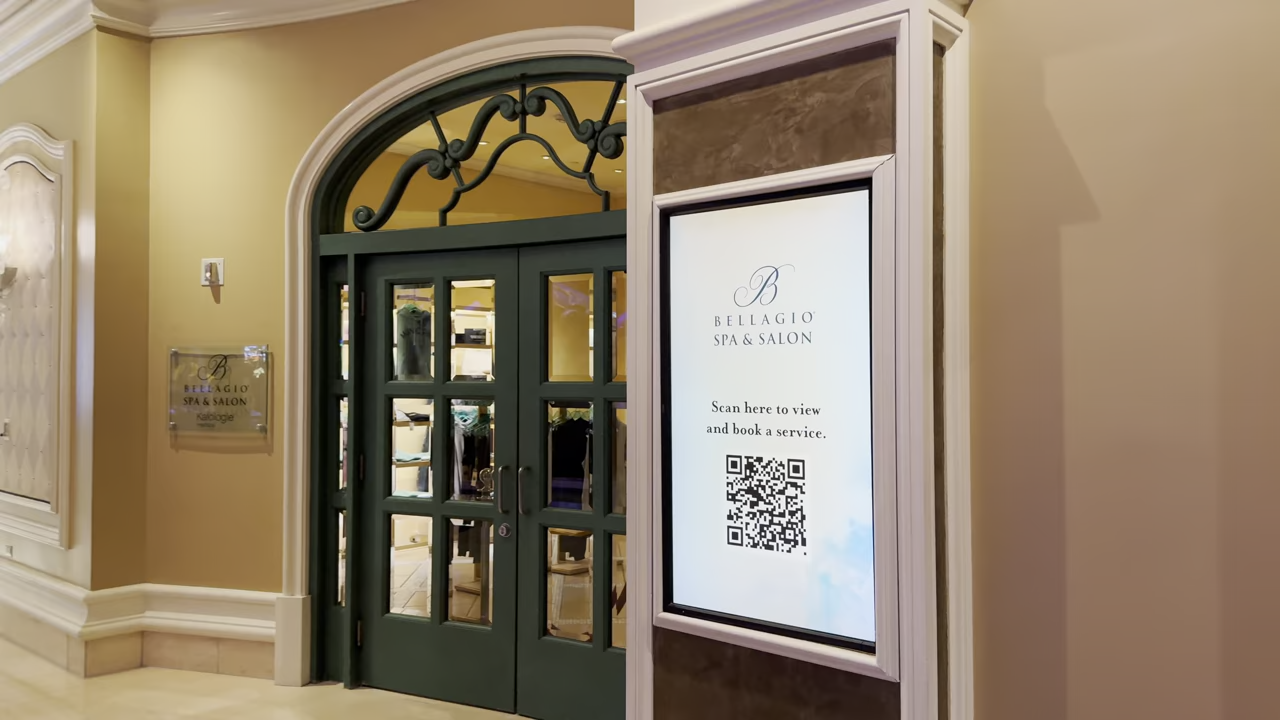 B
BELLAGIO
SPA & SALON
B
BELLAGIO
SPA & SALON
Scan here to view
and book a service.